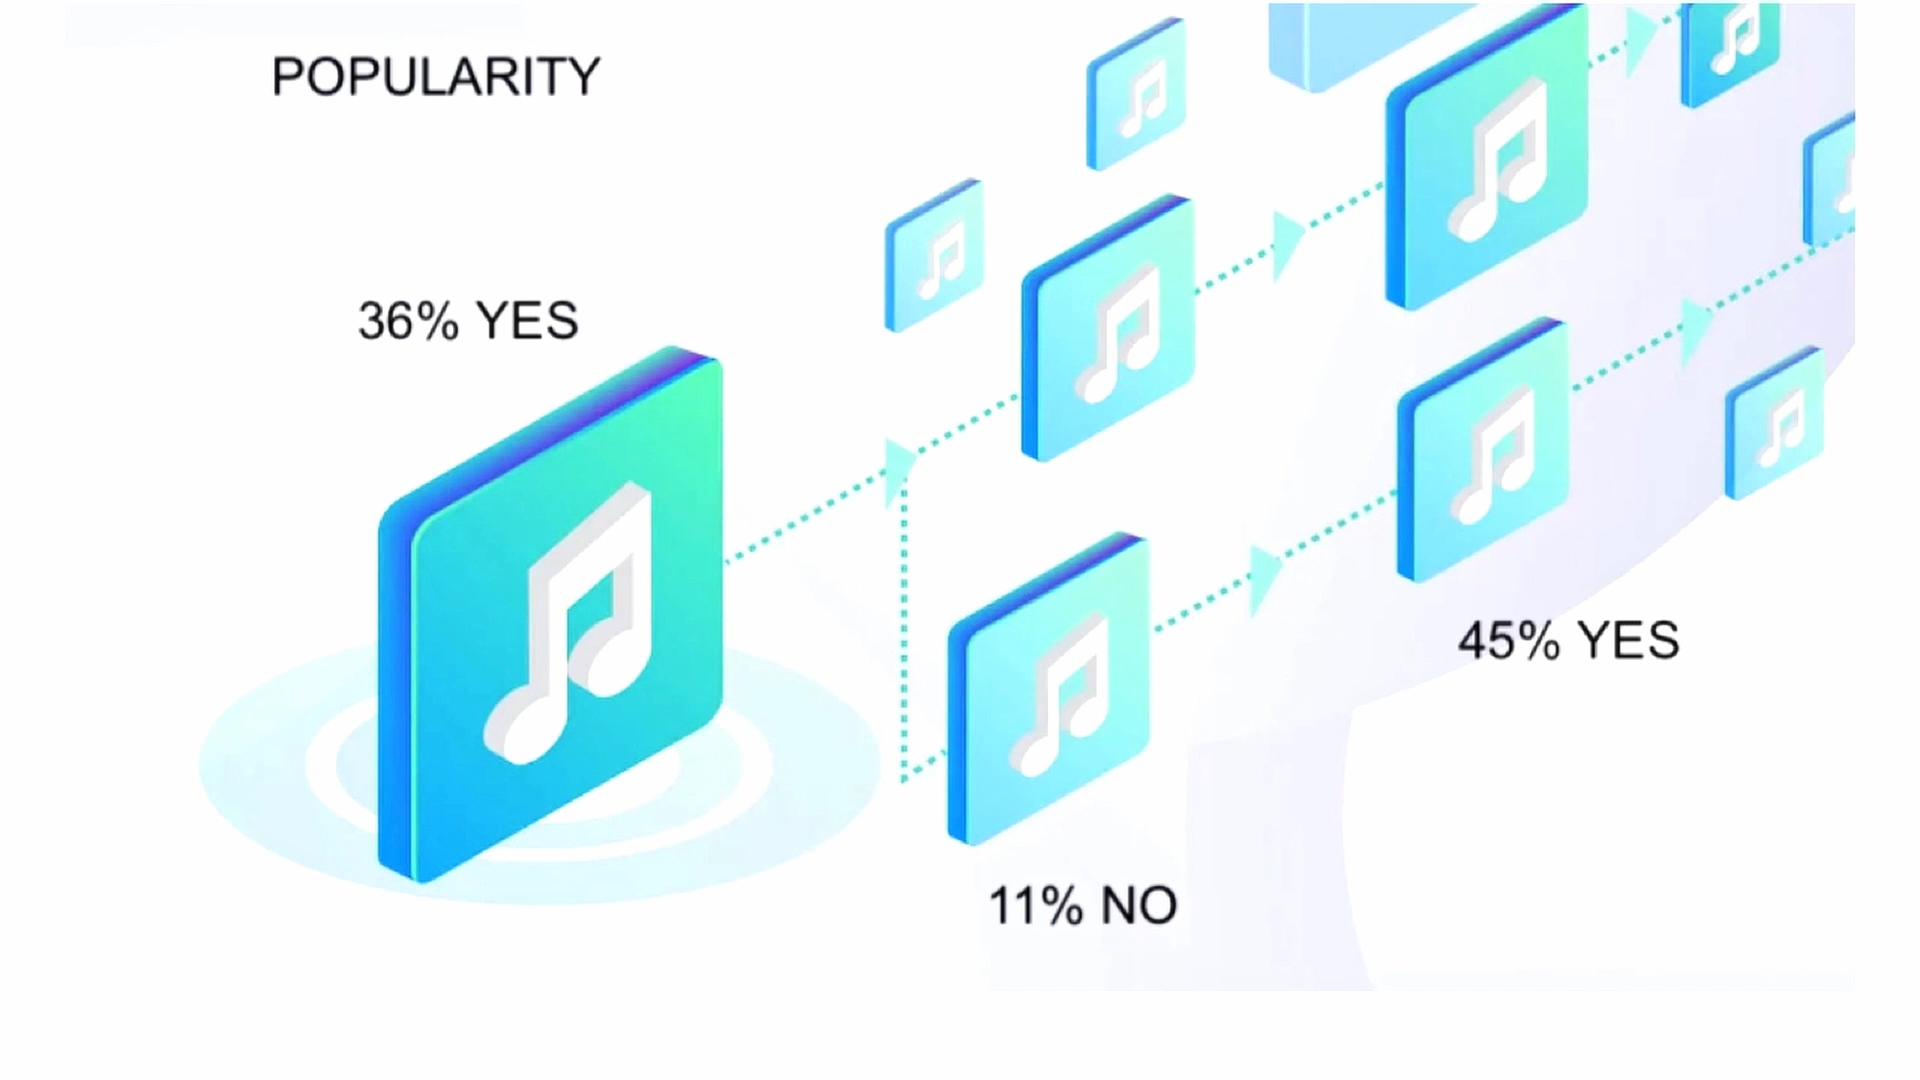 POPULARITY
36% YES
45% YES
11% NO